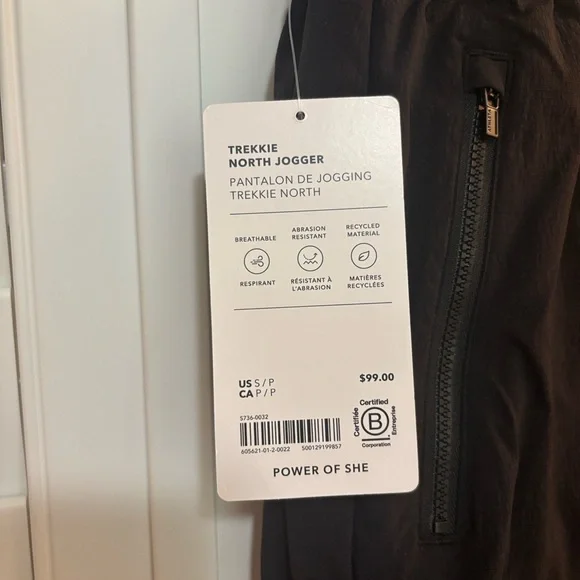 TREKKIE
NORTH JOGGER
PANTALON DE JOGGING
TREKKIE NORTH
BREATHABLE
RESPIRANT
ABRASION
RESISTANT
RÉSISTANT À
L'ABRASION
RECYCLED
MATERIAL
MATIÈRES
RECYCLÉES
US S / P
CA P / P
$99.00
5736-0032
605621-01-2-0022 500129199857
Certified
Certifiée
B
Entreprise
Corporation
POWER OF SHE